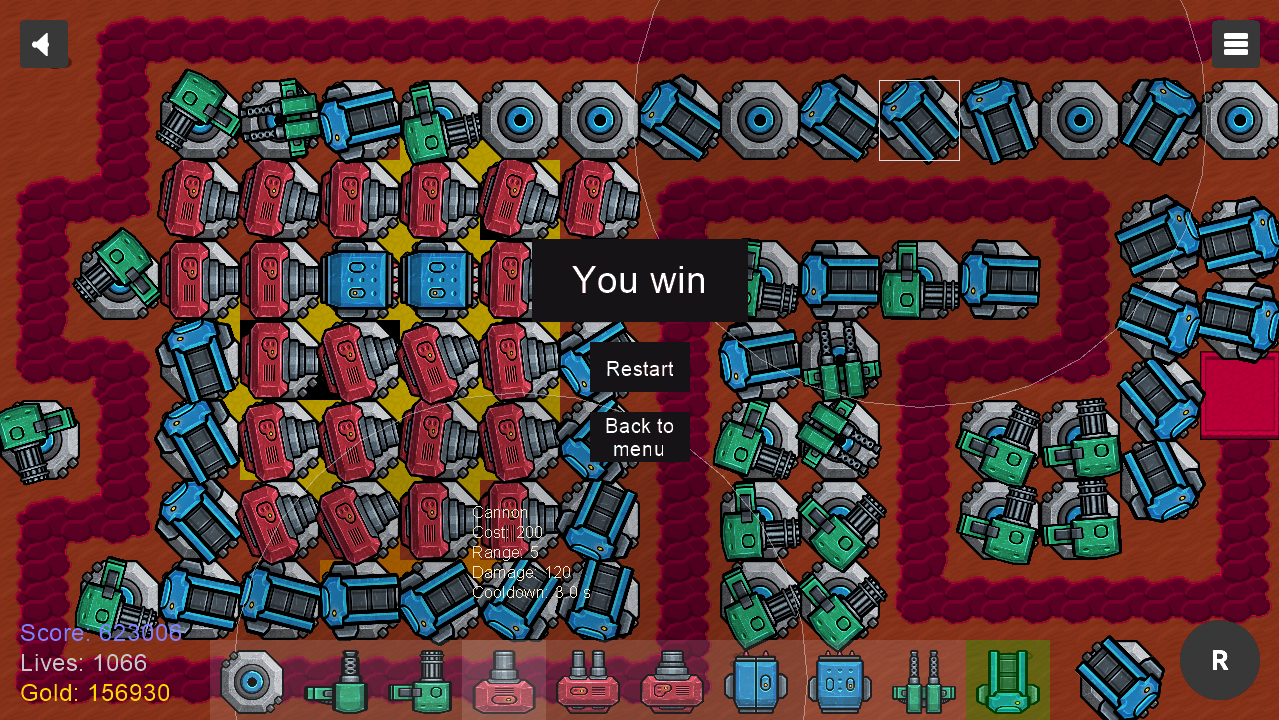 You win
Restart
Back to
menu
Cannon
Cost: 200
Range: 5
Damage: 120
Cooldown: 3.0 s
Score: 623006
Lives: 1066
Gold: 156930
R